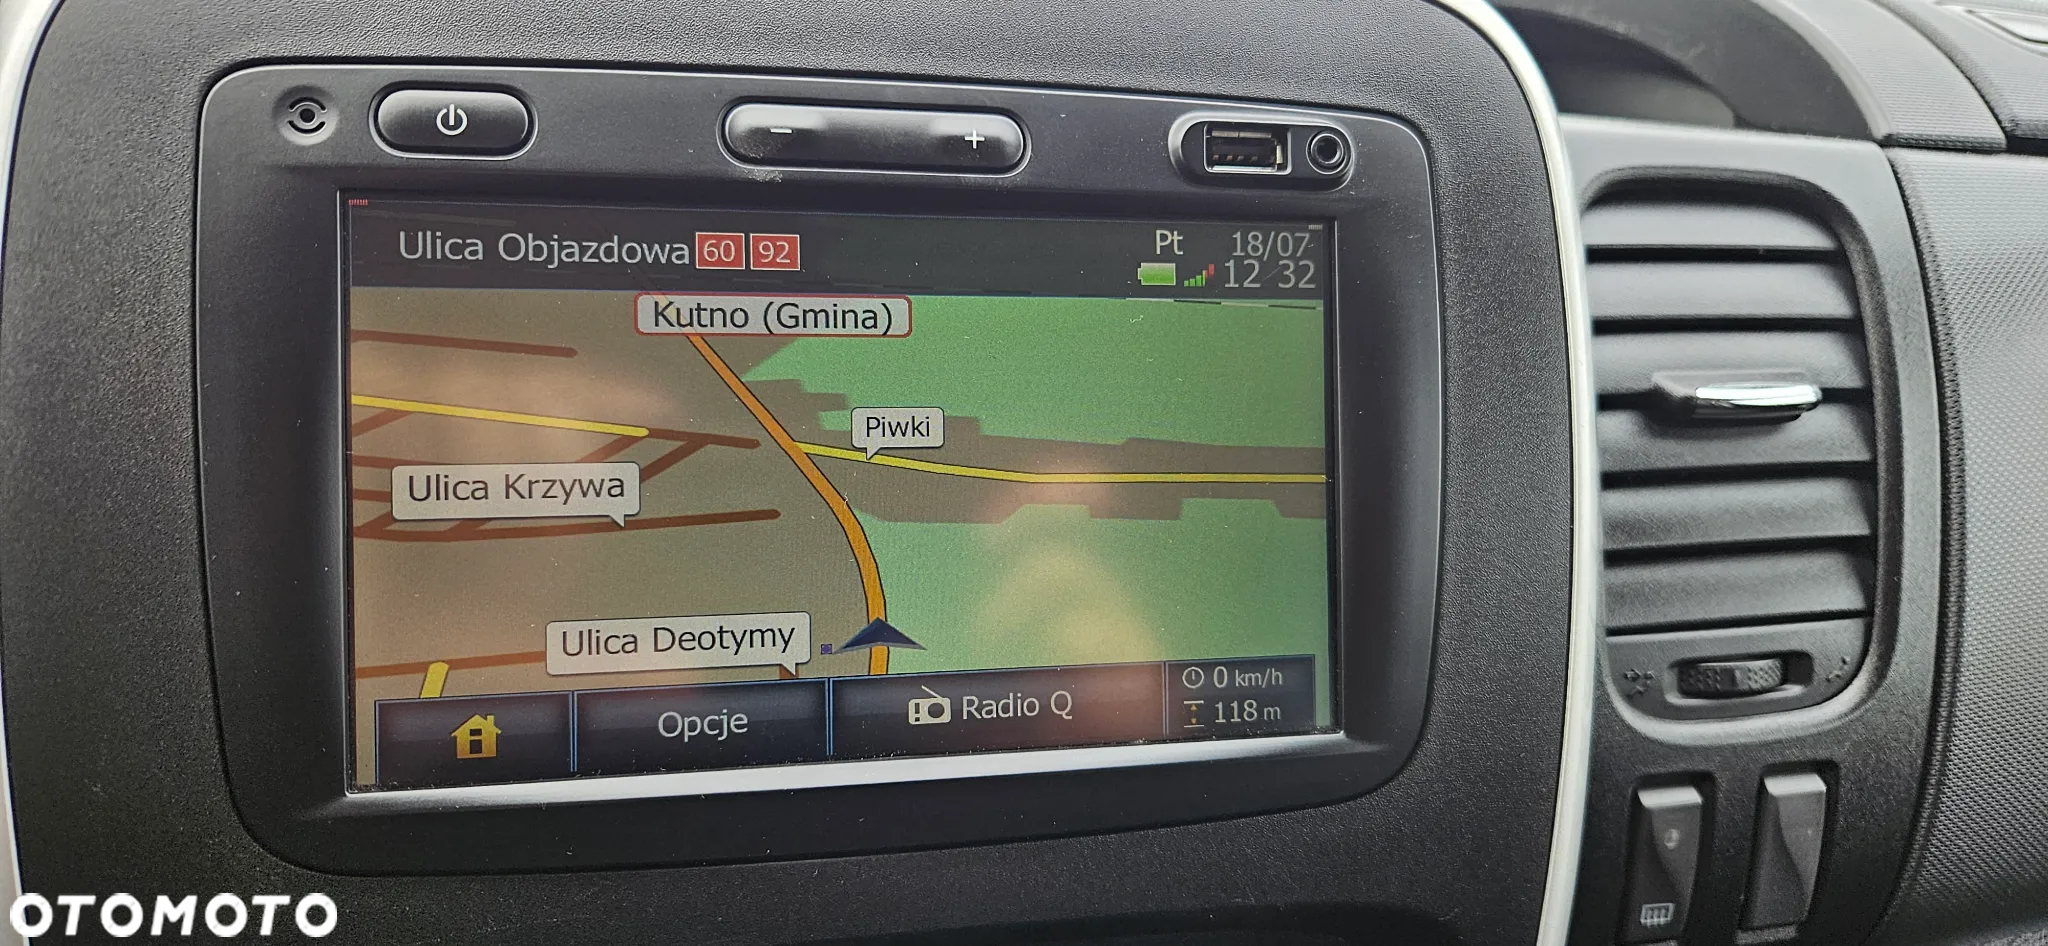 Ulica Objazdowa 60 92
Pt 18/07
12 32
Kutno (Gmina)
Piwki
Ulica Krzywa
Ulica Deotymy
Opcje
Radio Q
0 km/h
118 m
OTOMOTO